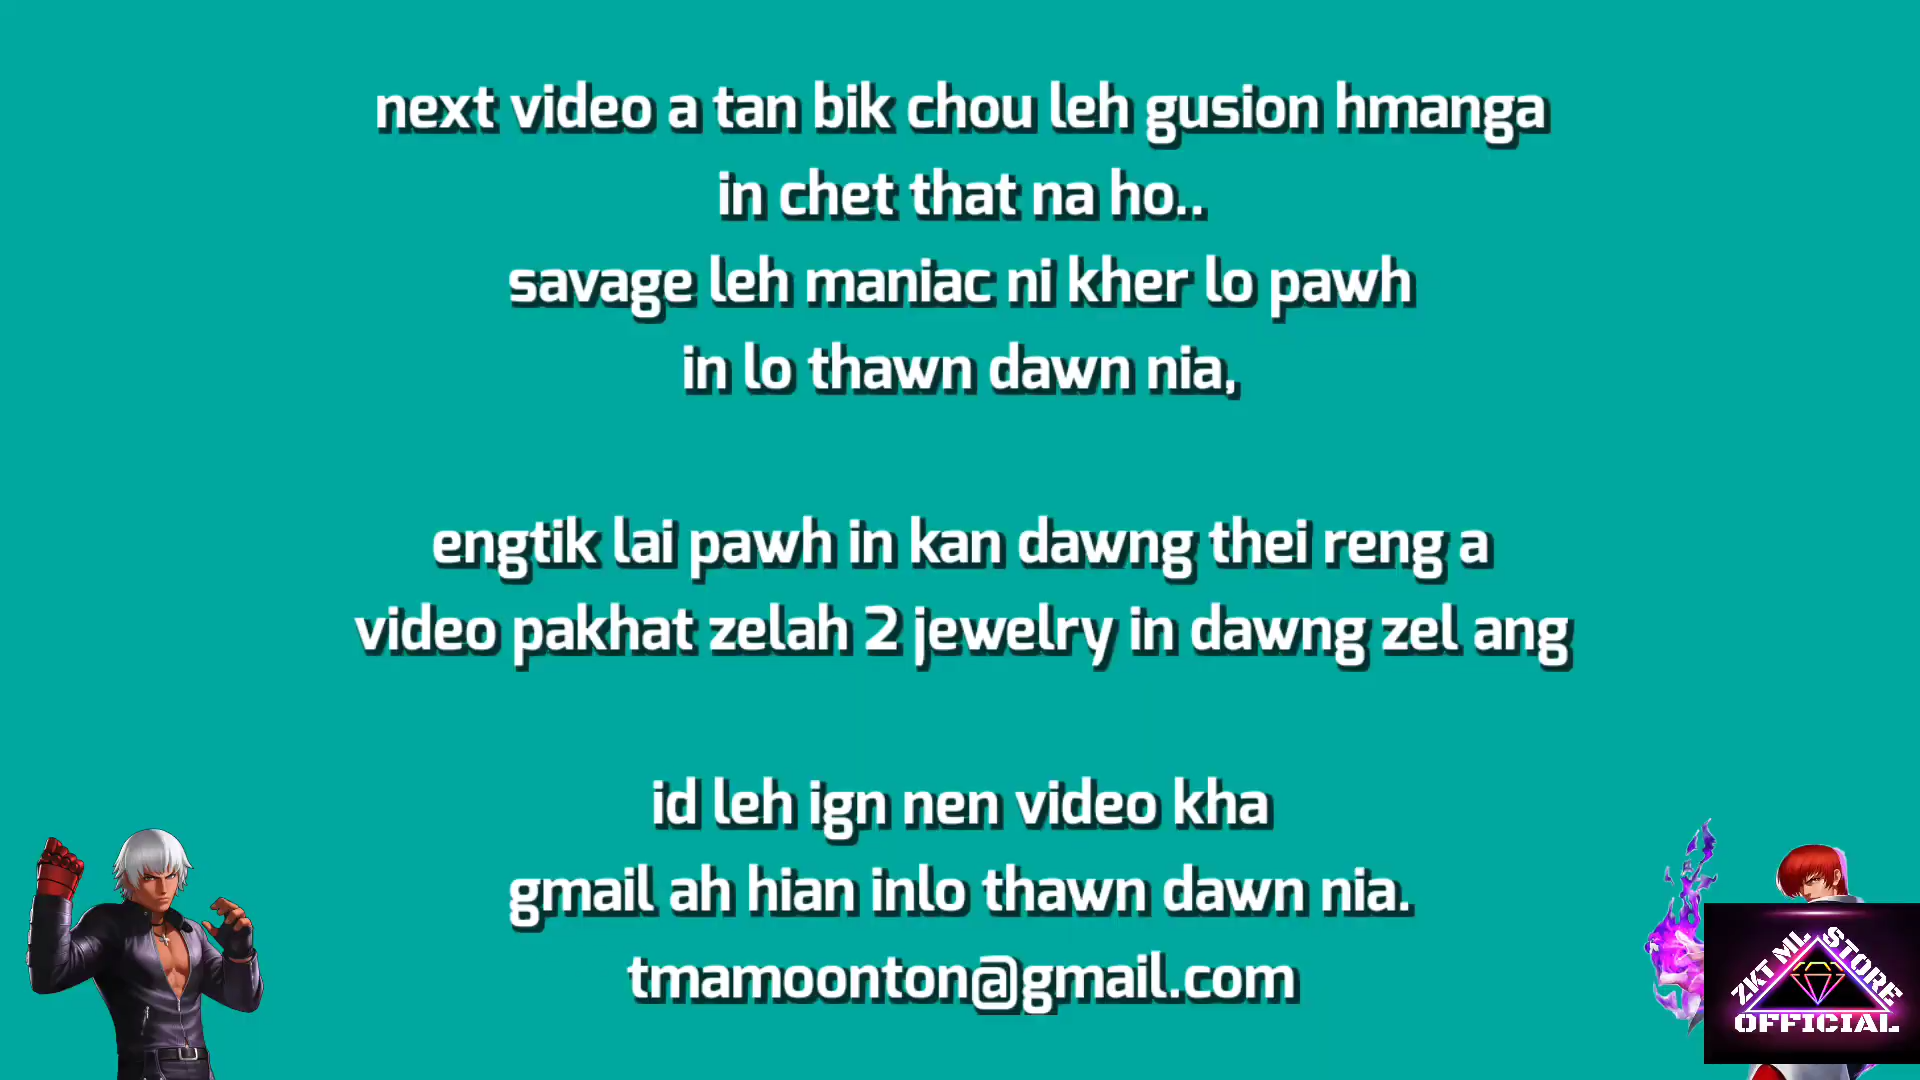 next video a tan bik chou leh gusion hmanga
in chet that na ho..
savage leh maniac ni kher lo pawh
in lo thawn dawn nia,
engtik lai pawh in kan dawng thei reng a
video pakhat zelah 2 jewelry in dawng zel ang
id leh ign nen video kha
gmail ah hian inlo thawn dawn nia.
tmamoonton@gmail.com
ZKT ML STORE
OFFICIAL